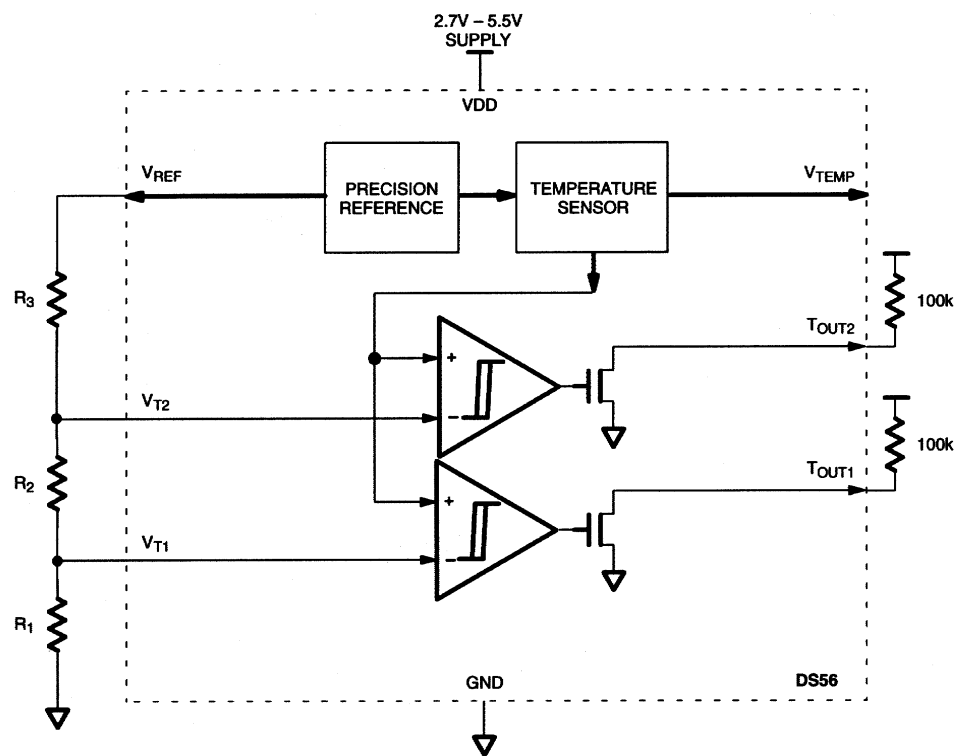 2.7V – 5.5V
SUPPLY
VDD
VREF
PRECISION
REFERENCE
TEMPERATURE
SENSOR
VTEMP
R3
100k
TOUT2
+
VT2
–
100k
R2
TOUT1
+
VT1
–
R1
GND
DS56